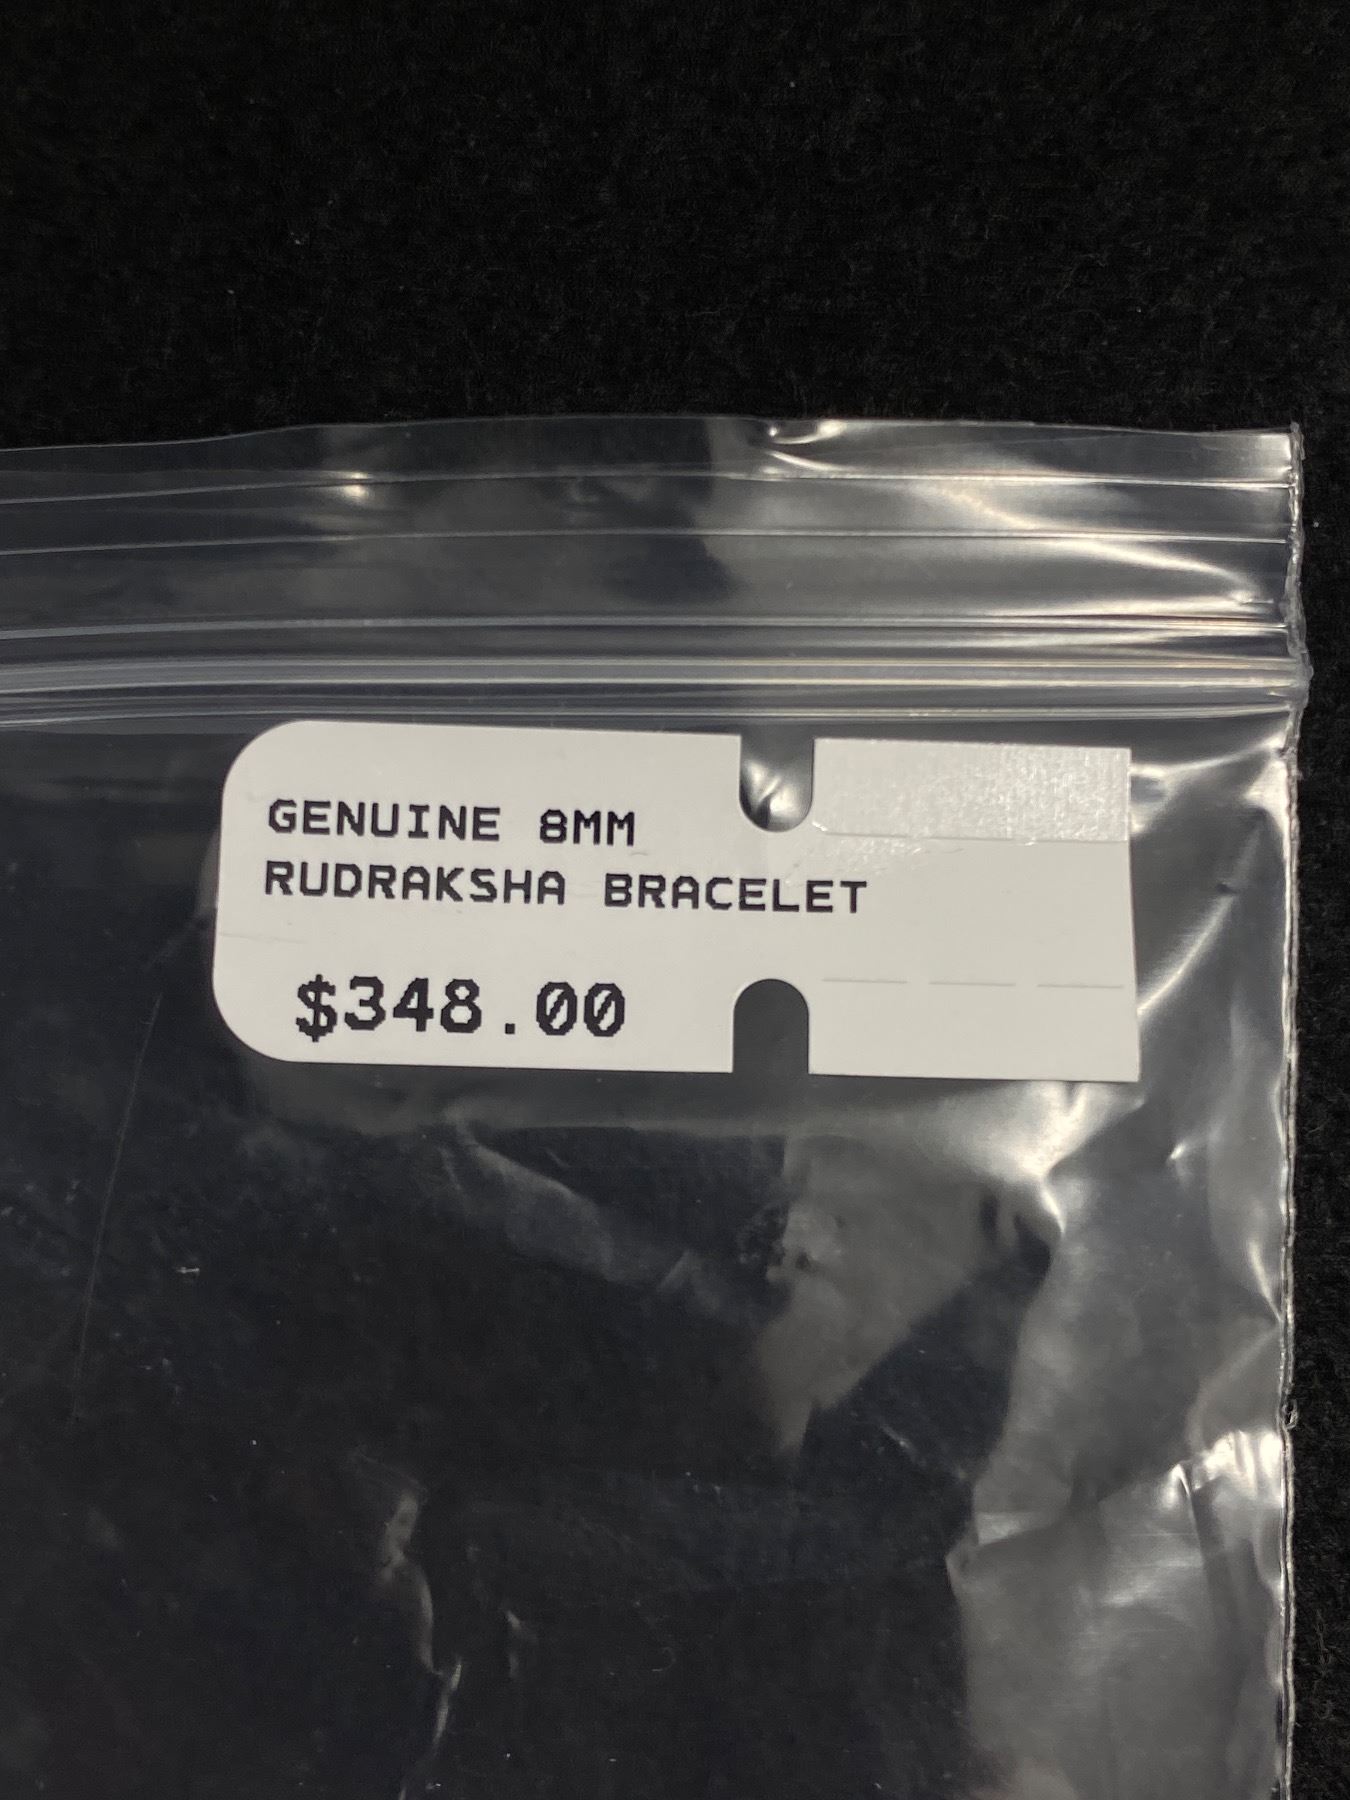 GENUINE 8MM
RUDRAKSHA BRACELET
$348.00